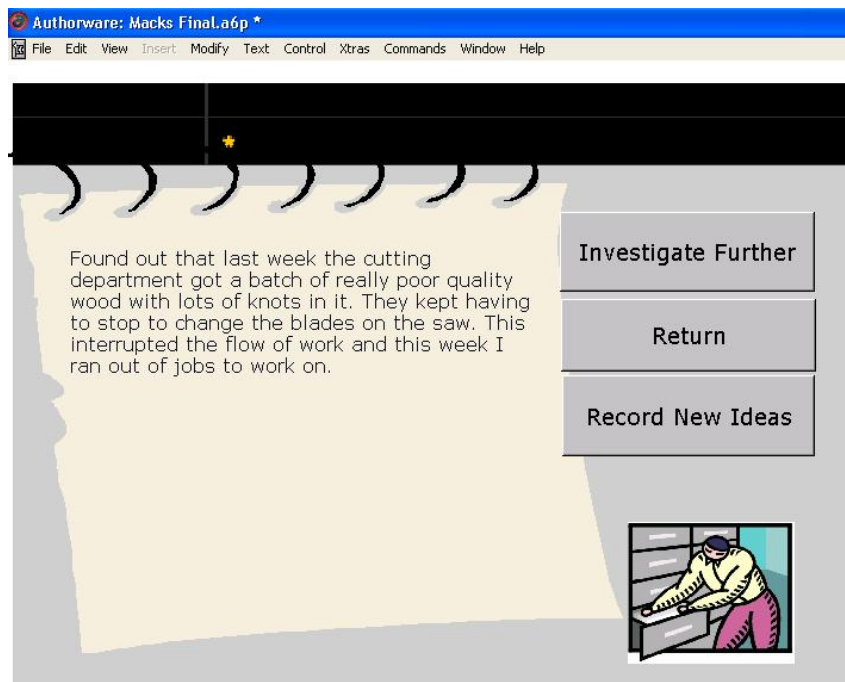 Authorware: Macks Final.a6p *
File Edit View Insert Modify Text Control Xtras Commands Window Help
Found out that last week the cutting
department got a batch of really poor quality
wood with lots of knots in it. They kept having
to stop to change the blades on the saw. This
interrupted the flow of work and this week I
ran out of jobs to work on.
Investigate Further
Return
Record New Ideas